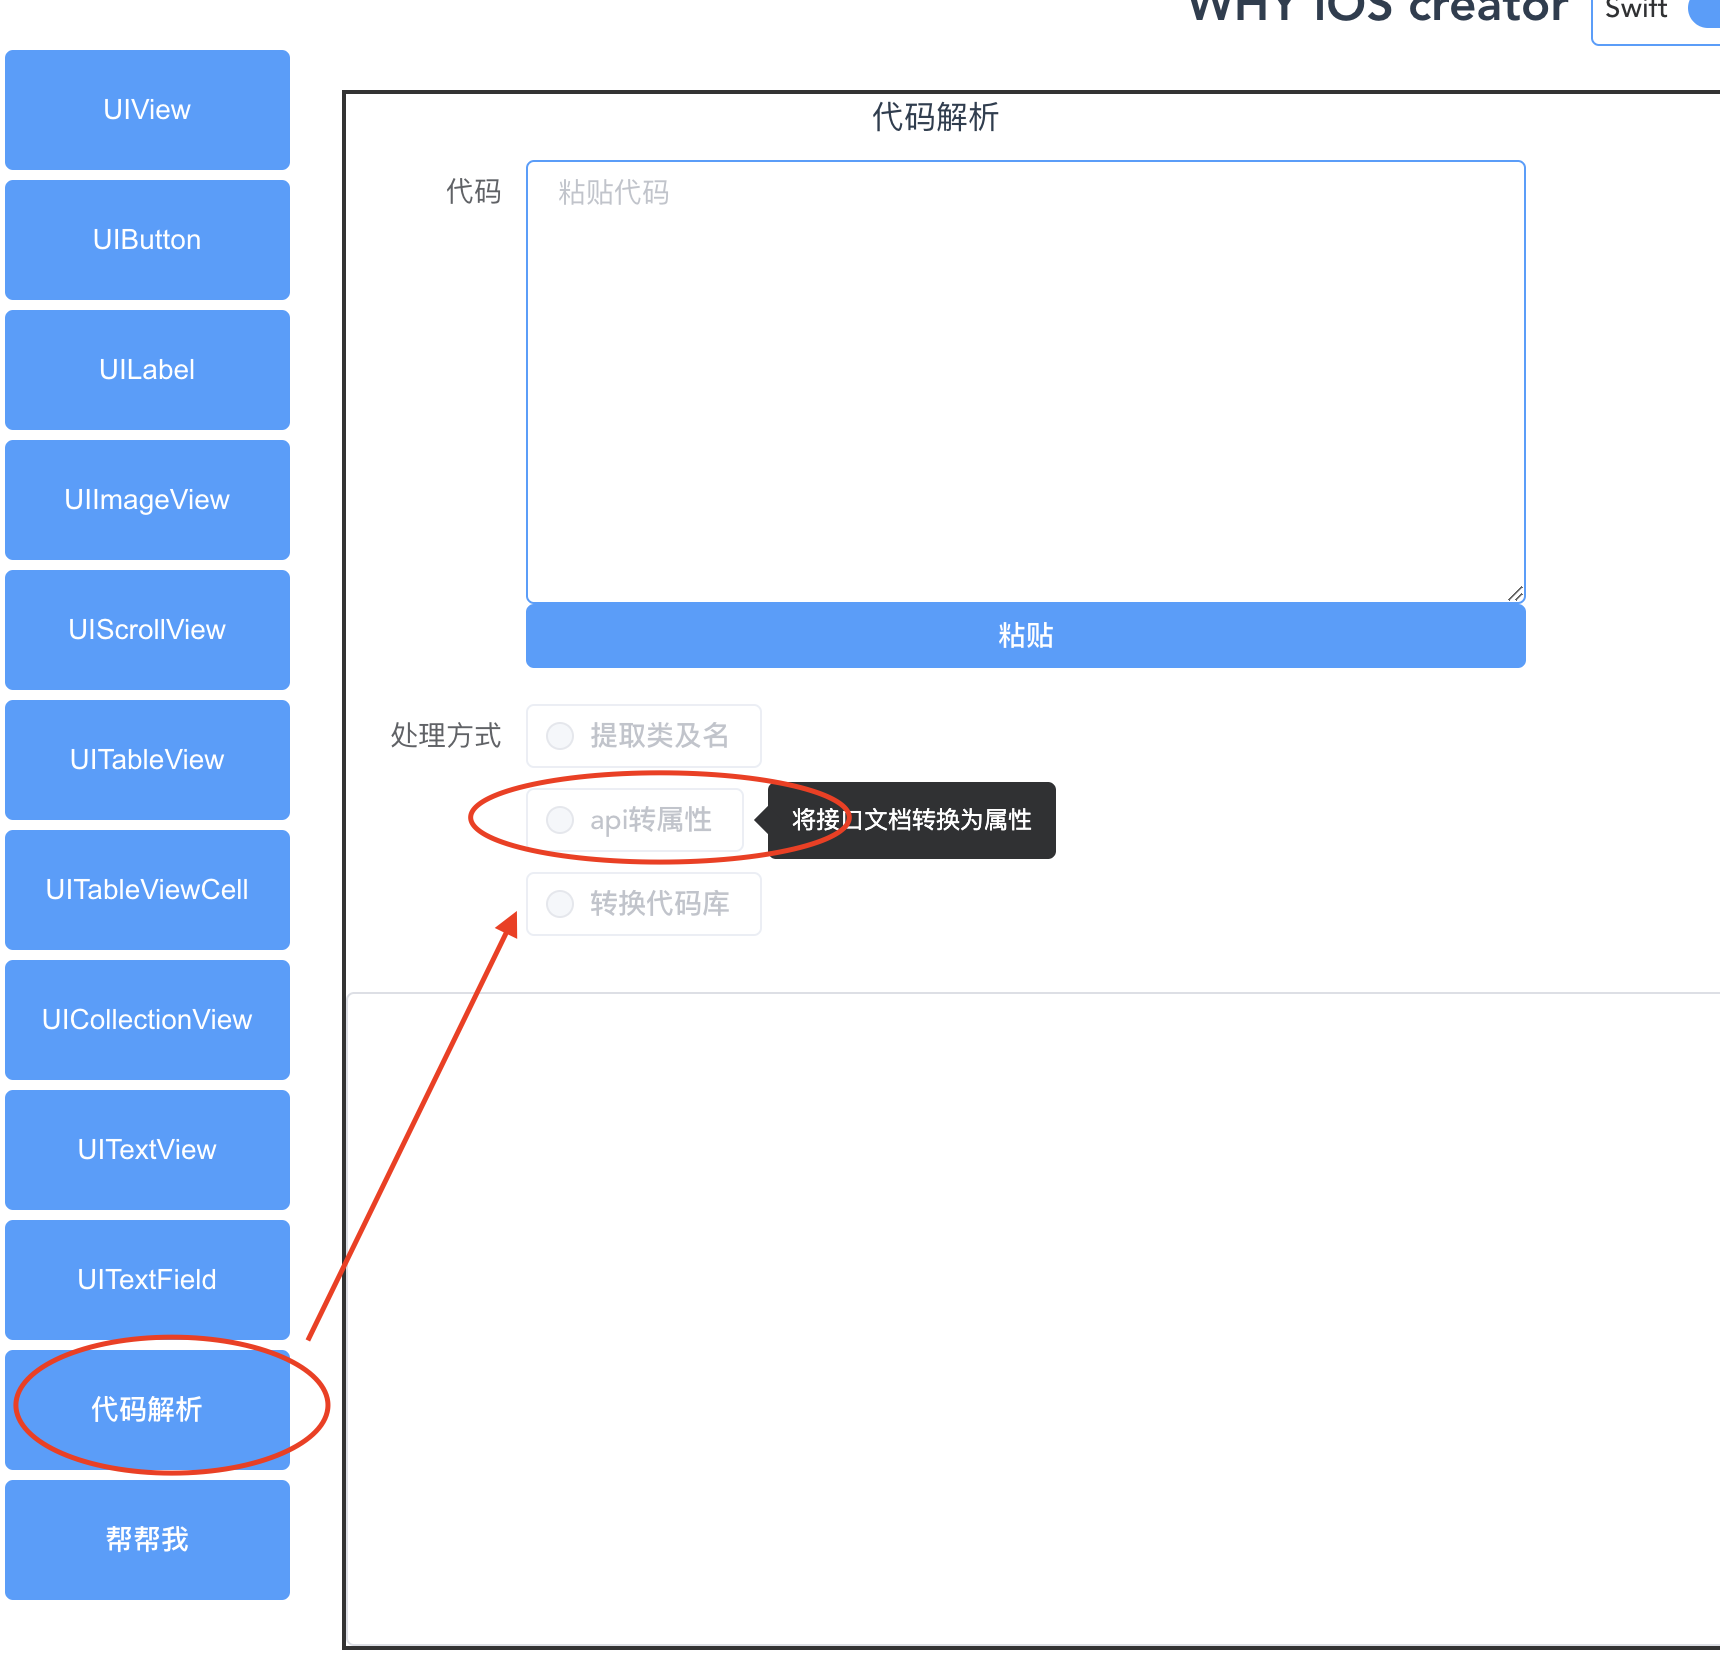 WHY iOS creator
Swift
UIView
UIButton
UILabel
UIImageView
UIScrollView
UITableView
UITableViewCell
UICollectionView
UITextView
UITextField
代码解析
帮帮我
代码解析
代码
粘贴代码
粘贴
处理方式
提取类及名
api转属性
将接口文档转换为属性
转换代码库